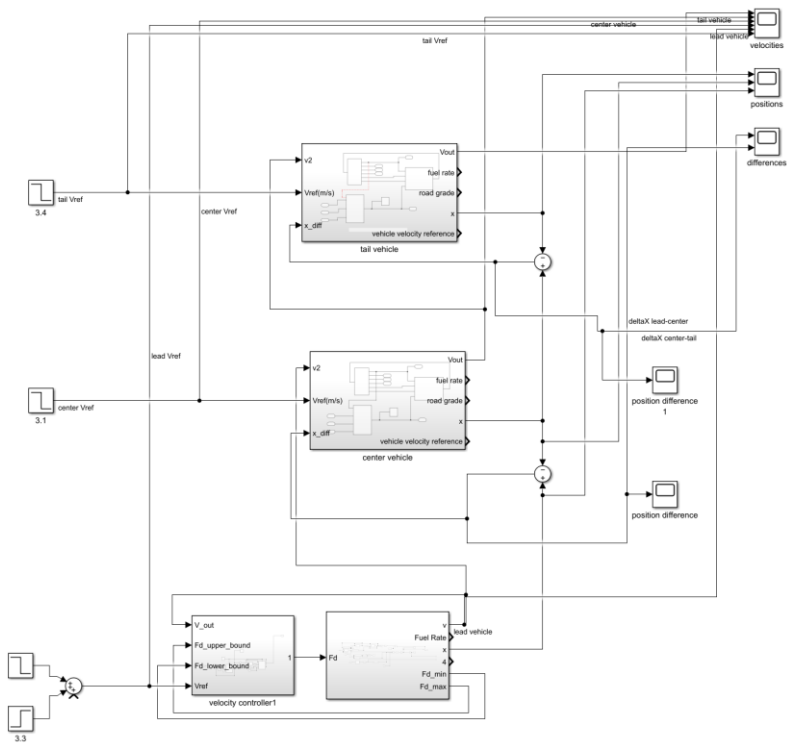 tail vehicle
center vehicle
lead vehicle
velocities
tail Vref
positions
differences
v2
Vout
fuel rate
Vref(m/s)
road grade
tail Vref
3.4
center Vref
x_diff
x
vehicle velocity reference
tail vehicle
-
+
deltaX lead-center
deltaX center-tail
lead Vref
v2
Vout
fuel rate
Vref(m/s)
road grade
center Vref
3.1
x_diff
x
vehicle velocity reference
center vehicle
position difference
1
-
+
position difference
V_out
Fd_upper_bound
Fd_lower_bound
Vref
1
velocity controller1
Fd
v
lead vehicle
Fuel Rate
x
4
Fd_min
Fd_max
3.3